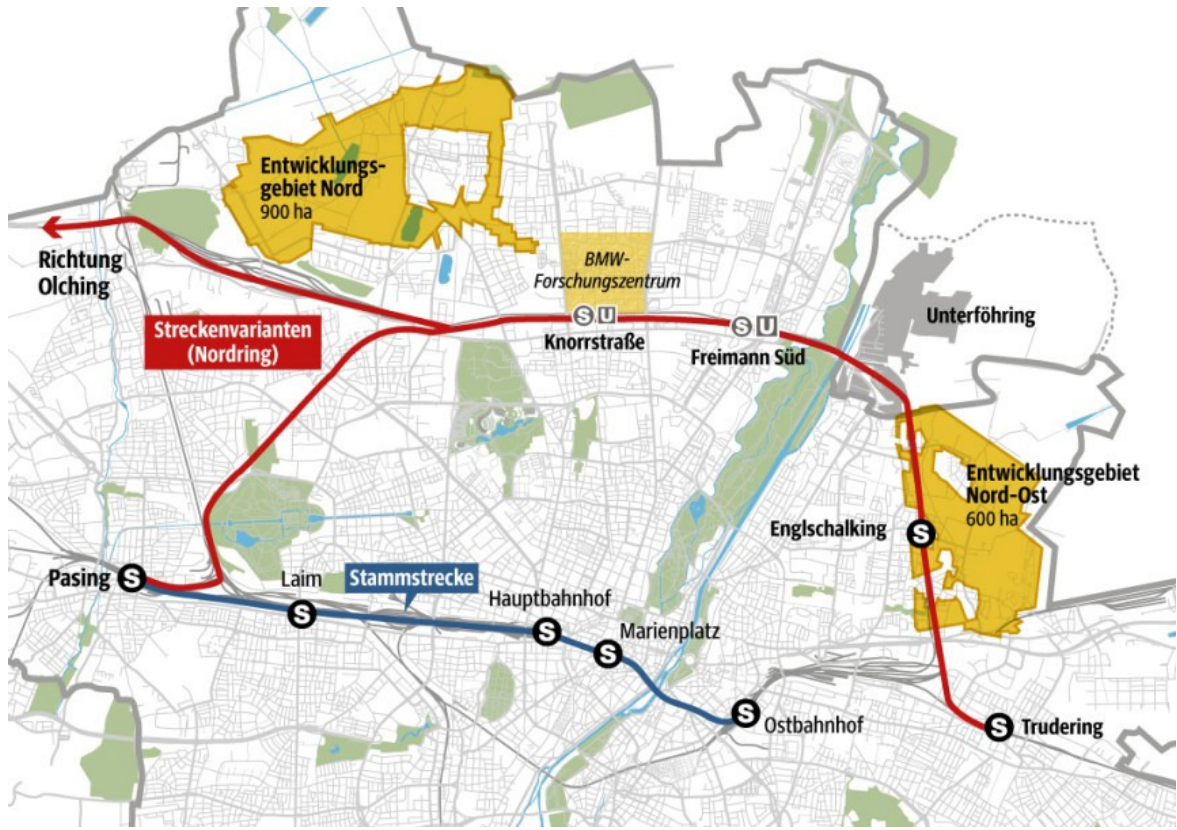 Entwicklungs-
gebiet Nord
900 ha
Richtung
Olching
BMW-
Forschungszentrum
Streckenvarianten
(Nordring)
S U
Knorrstraße
S U
Freimann Süd
Unterföhring
Entwicklungsgebiet
Nord-Ost
600 ha
Englschalking S
Pasing S
Laim
S
Stammstrecke
Hauptbahnhof
S
Marienplatz
S
S
Ostbahnhof
S Trudering